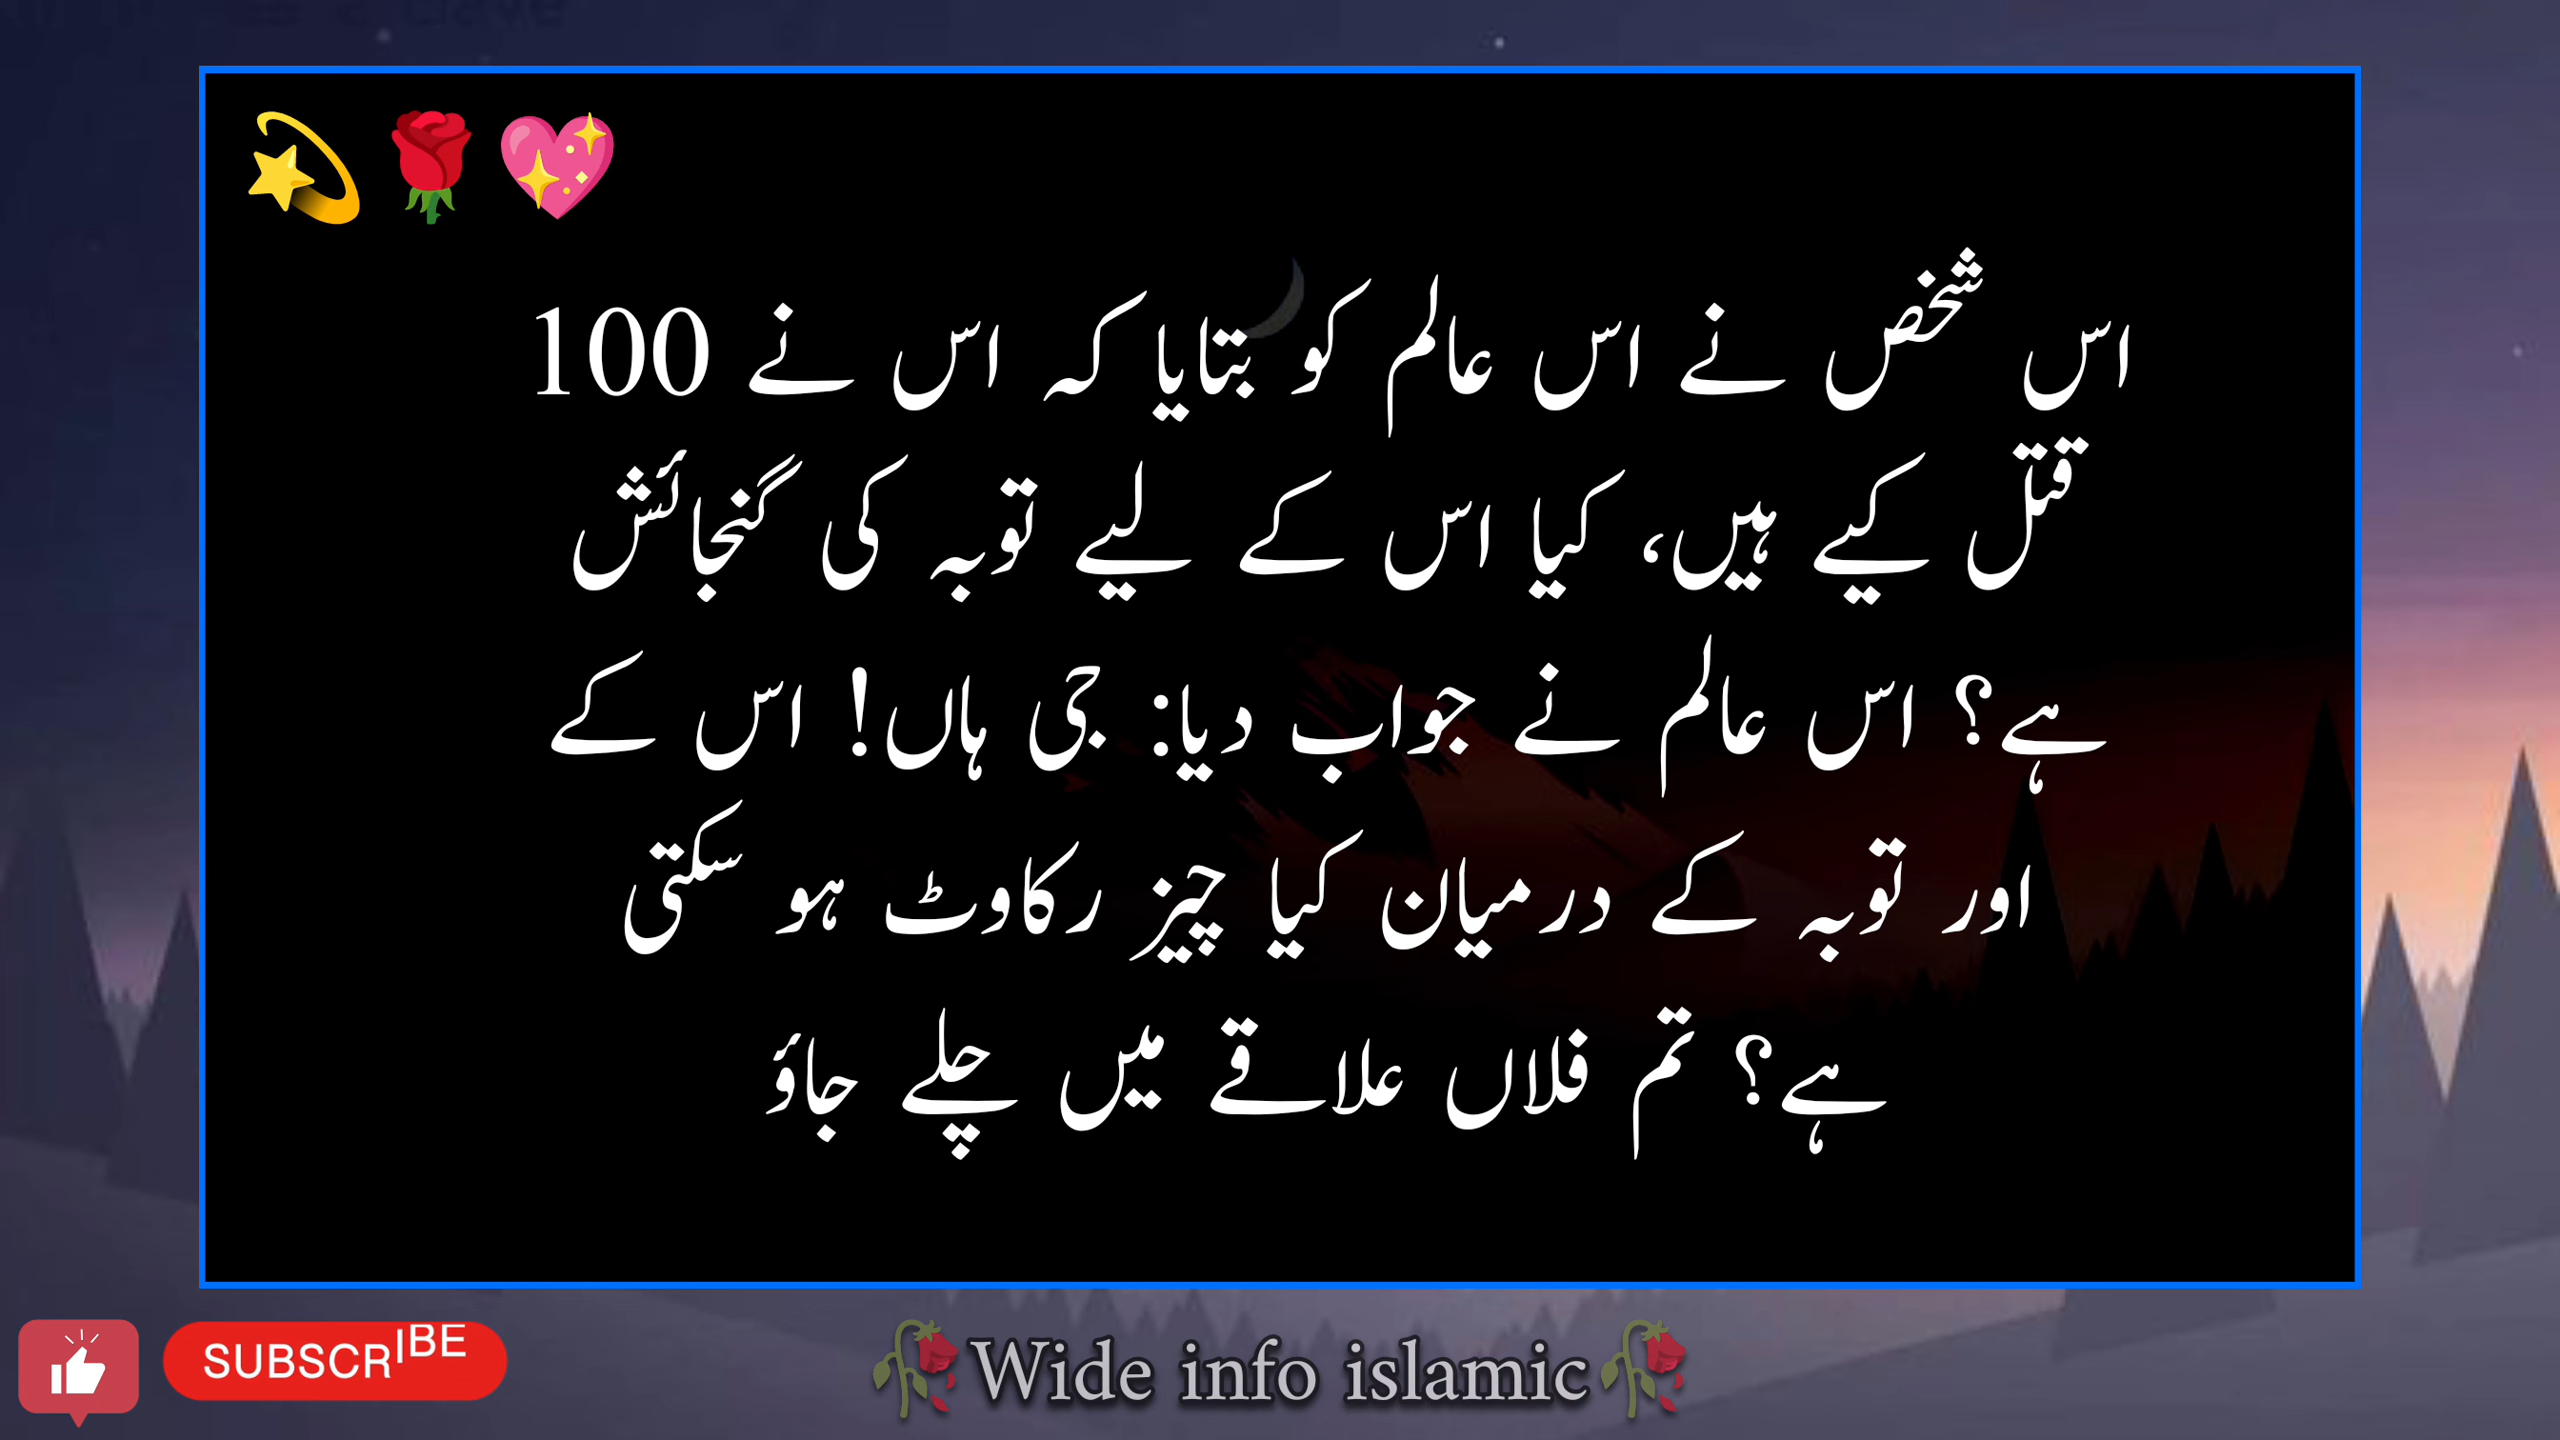 💫🌹💖
اس شخص نے اس عالم کو بتایا کہ اس نے 100
قتل کیے ہیں، کیا اس کے لیے توبہ کی گنجائش
ہے؟ اس عالم نے جواب دیا: جی ہاں! اس کے
اور توبہ کے درمیان کیا چیز رکاوٹ ہو سکتی
ہے؟ تم فلاں علاقے میں چلے جاؤ
SUBSCRIBE
🥀Wide info islamic🥀